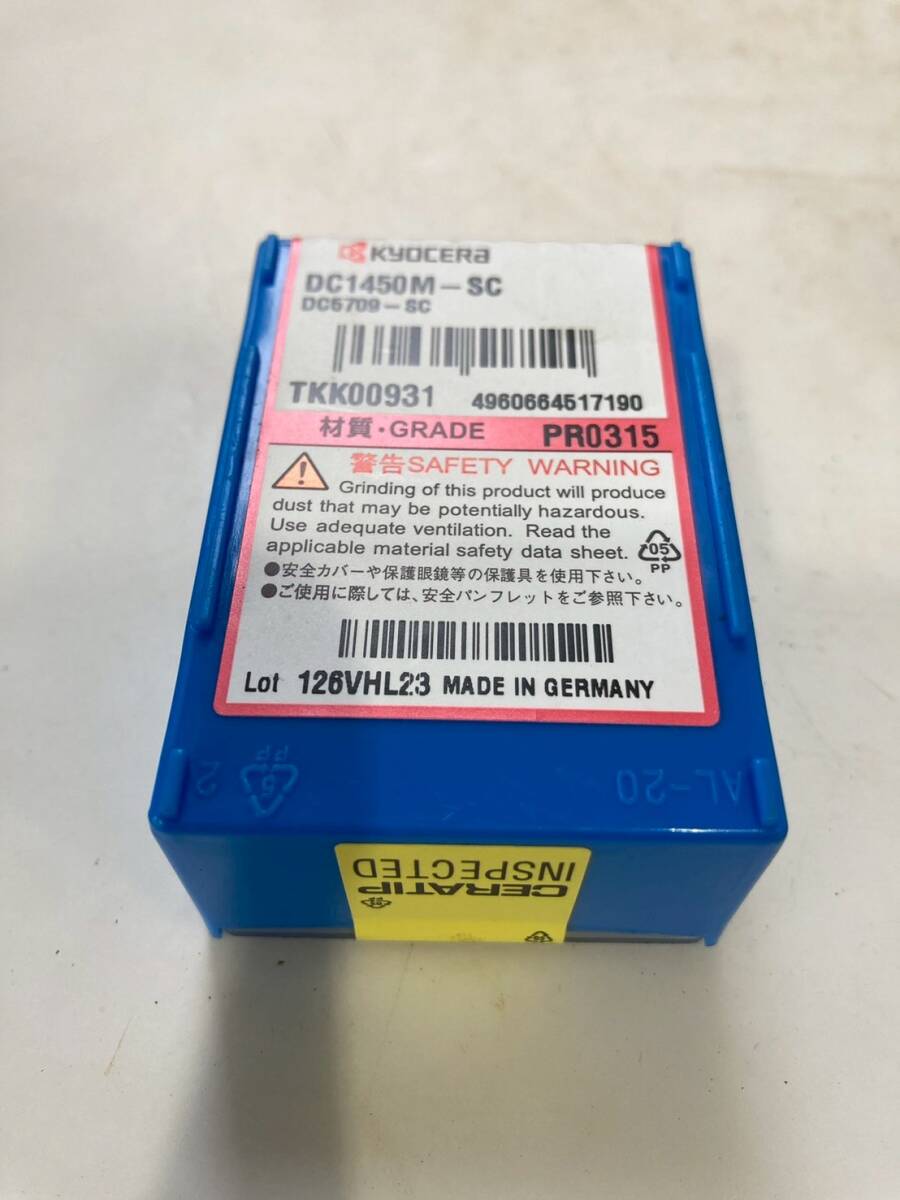 KYOCERA
DC1450M-SC
DC5709-SC
TKK00931 4960664517190
材質・GRADE PR0315
警告SAFETY WARNING
Grinding of this product will produce
dust that may be potentially hazardous.
Use adequate ventilation. Read the
applicable material safety data sheet.
05
PP
●安全カバーや保護眼鏡等の保護具を使用下さい。
●ご使用に際しては、安全パンフレットをご参照下さい。
Lot 126VHL23 MADE IN GERMANY
AL-20
5
PP
2
CERATIP
INSPECTED